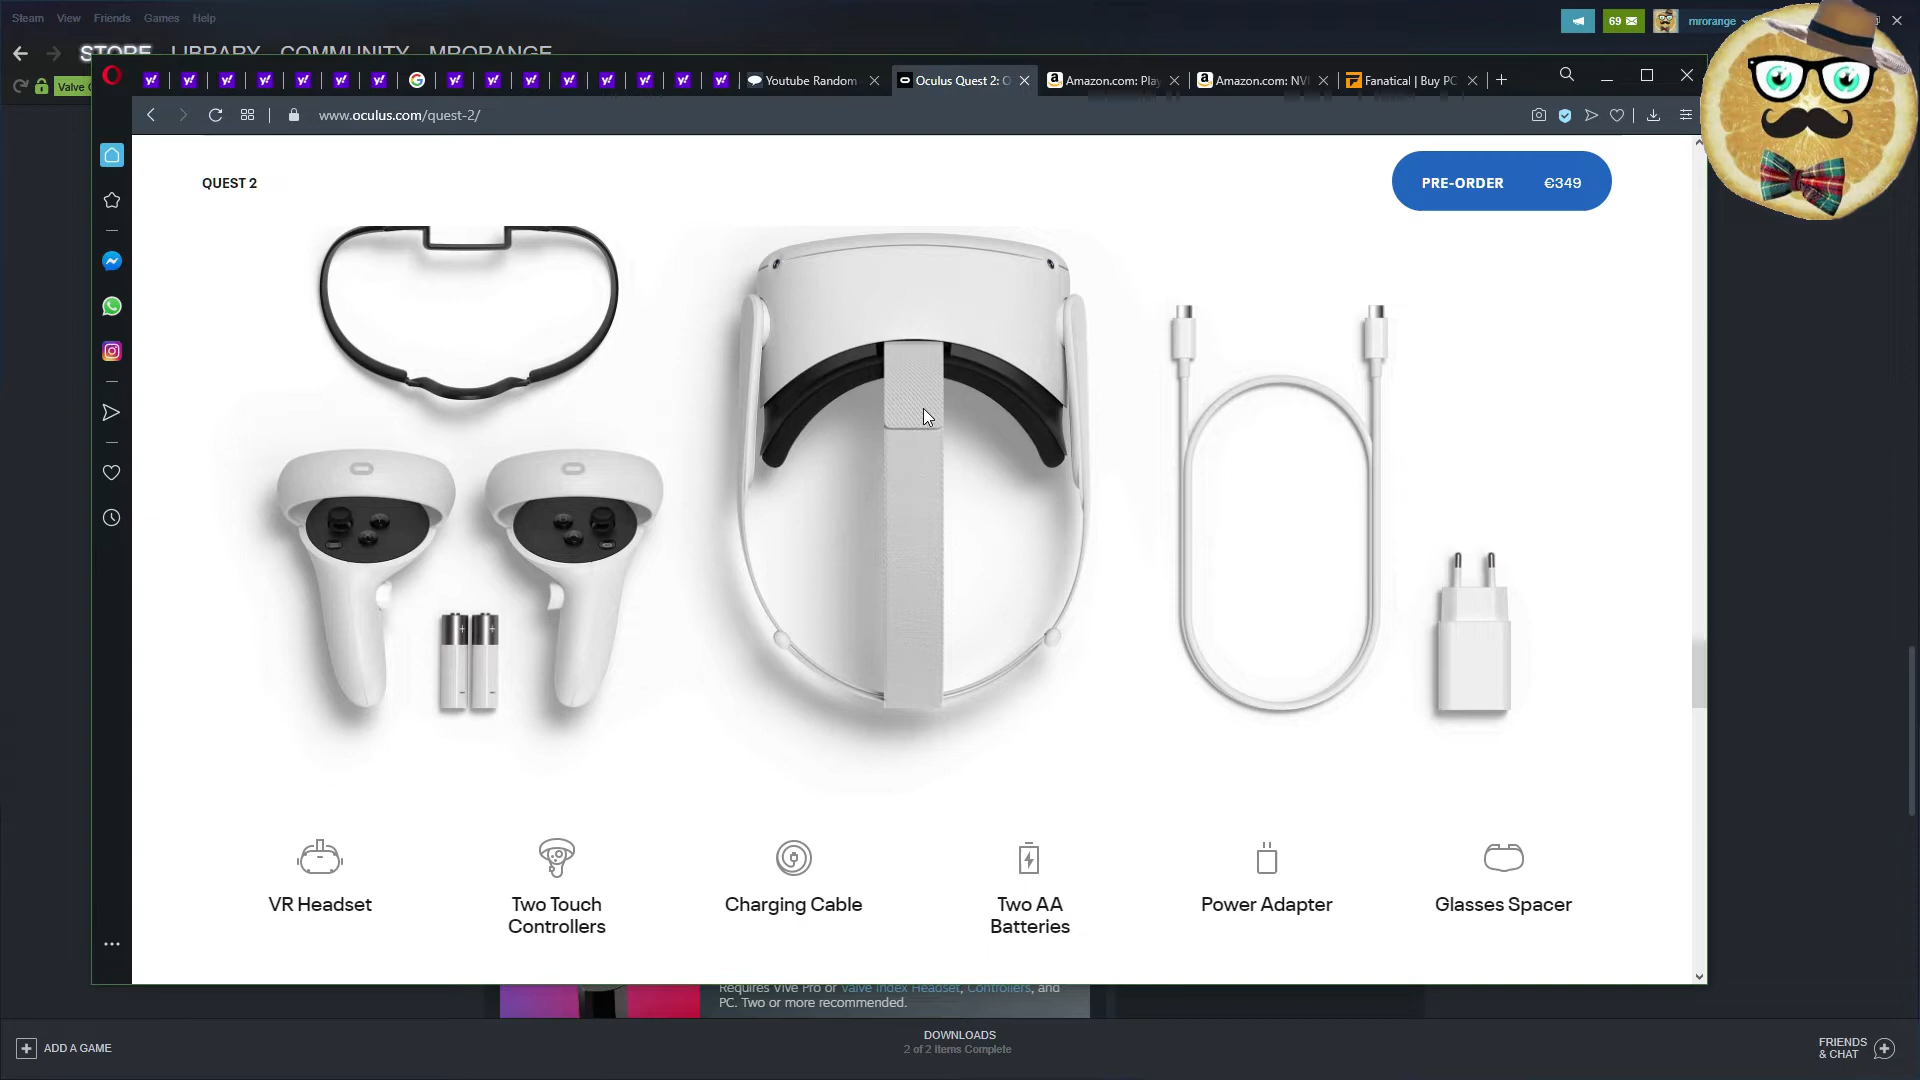 Steam View Friends Games Help
69
mrorange
STORE LIBRARY COMMUNITY MRORANGE
Valve
Youtube Random
Oculus Quest 2: O
Amazon.com: Pla
Amazon.com: NVI
Fanatical | Buy PC
www.oculus.com/quest-2/
QUEST 2
PRE-ORDER €349
VR Headset
Two Touch
Controllers
Charging Cable
Two AA
Batteries
Power Adapter
Glasses Spacer
Requires Vive Pro or Valve Index Headset, Controllers, and
PC. Two or more recommended.
ADD A GAME
DOWNLOADS
2 of 2 Items Complete
FRIENDS
& CHAT